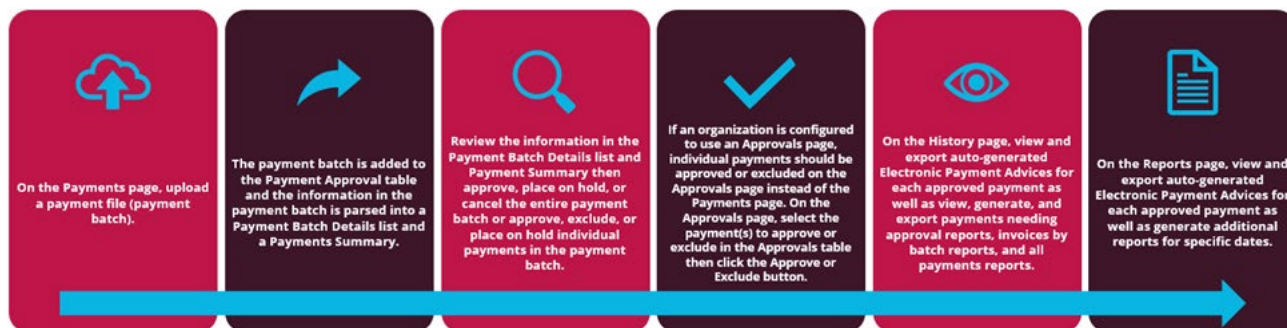 On the Payments page, upload
a payment file (payment
batch).
The payment batch is added to
the Payment Approval table
and the information in the
payment batch is parsed into a
Payment Batch Details list and
a Payments Summary.
Review the information in the
Payment Batch Details list and
Payment Summary then
approve, place on hold, or
cancel the entire payment
batch or approve, exclude, or
place on hold individual
payments in the payment
batch.
If an organization is configured
to use an Approvals page,
individual payments should be
approved or excluded on the
Approvals page instead of the
Payments page. On the
Approvals page, select the
payment(s) to approve or
exclude in the Approvals table
then click the Approve or
Exclude button.
On the History page, view and
export auto-generated
Electronic Payment Advices for
each approved payment as
well as view, generate, and
export payments needing
approval reports, invoices by
batch reports, and all
payments reports.
On the Reports page, view and
export auto-generated
Electronic Payment Advices for
each approved payment as
well as generate additional
reports for specific dates.